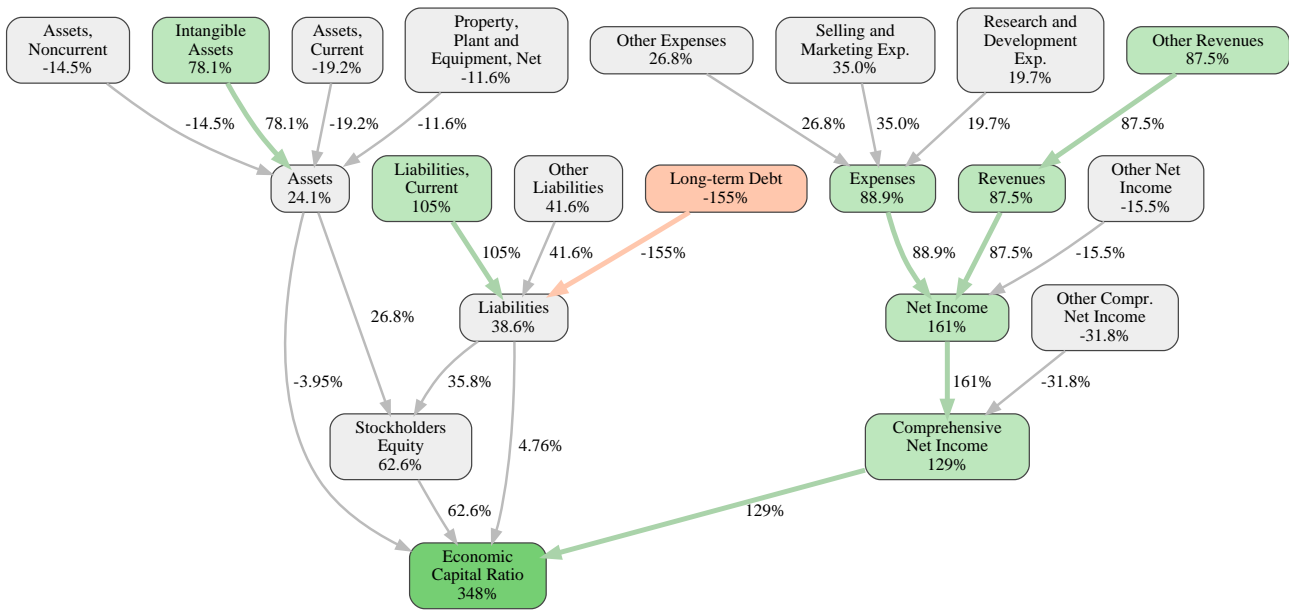 Assets,
Noncurrent
-14.5%
Intangible
Assets
78.1%
Assets,
Current
-19.2%
Property,
Plant and
Equipment, Net
-11.6%
Other Expenses
26.8%
Selling and
Marketing Exp.
35.0%
Research and
Development
Exp.
19.7%
Other Revenues
87.5%
-14.5%
78.1%
-19.2%
-11.6%
26.8%
35.0%
19.7%
87.5%
Assets
24.1%
Liabilities,
Current
105%
Other
Liabilities
41.6%
Long-term Debt
-155%
Expenses
88.9%
Revenues
87.5%
Other Net
Income
-15.5%
105%
41.6%
-155%
88.9%
87.5%
-15.5%
Liabilities
38.6%
Net Income
161%
Other Compr.
Net Income
-31.8%
26.8%
-3.95%
35.8%
161%
-31.8%
Stockholders
Equity
62.6%
4.76%
Comprehensive
Net Income
129%
62.6%
129%
Economic
Capital Ratio
348%